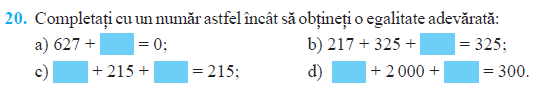 20. Completați cu un număr astfel încât să obțineți o egalitate adevărată:
a) 627 + = 0; b) 217 + 325 + = 325;
c) + 215 + = 215; d) + 2 000 + = 300.